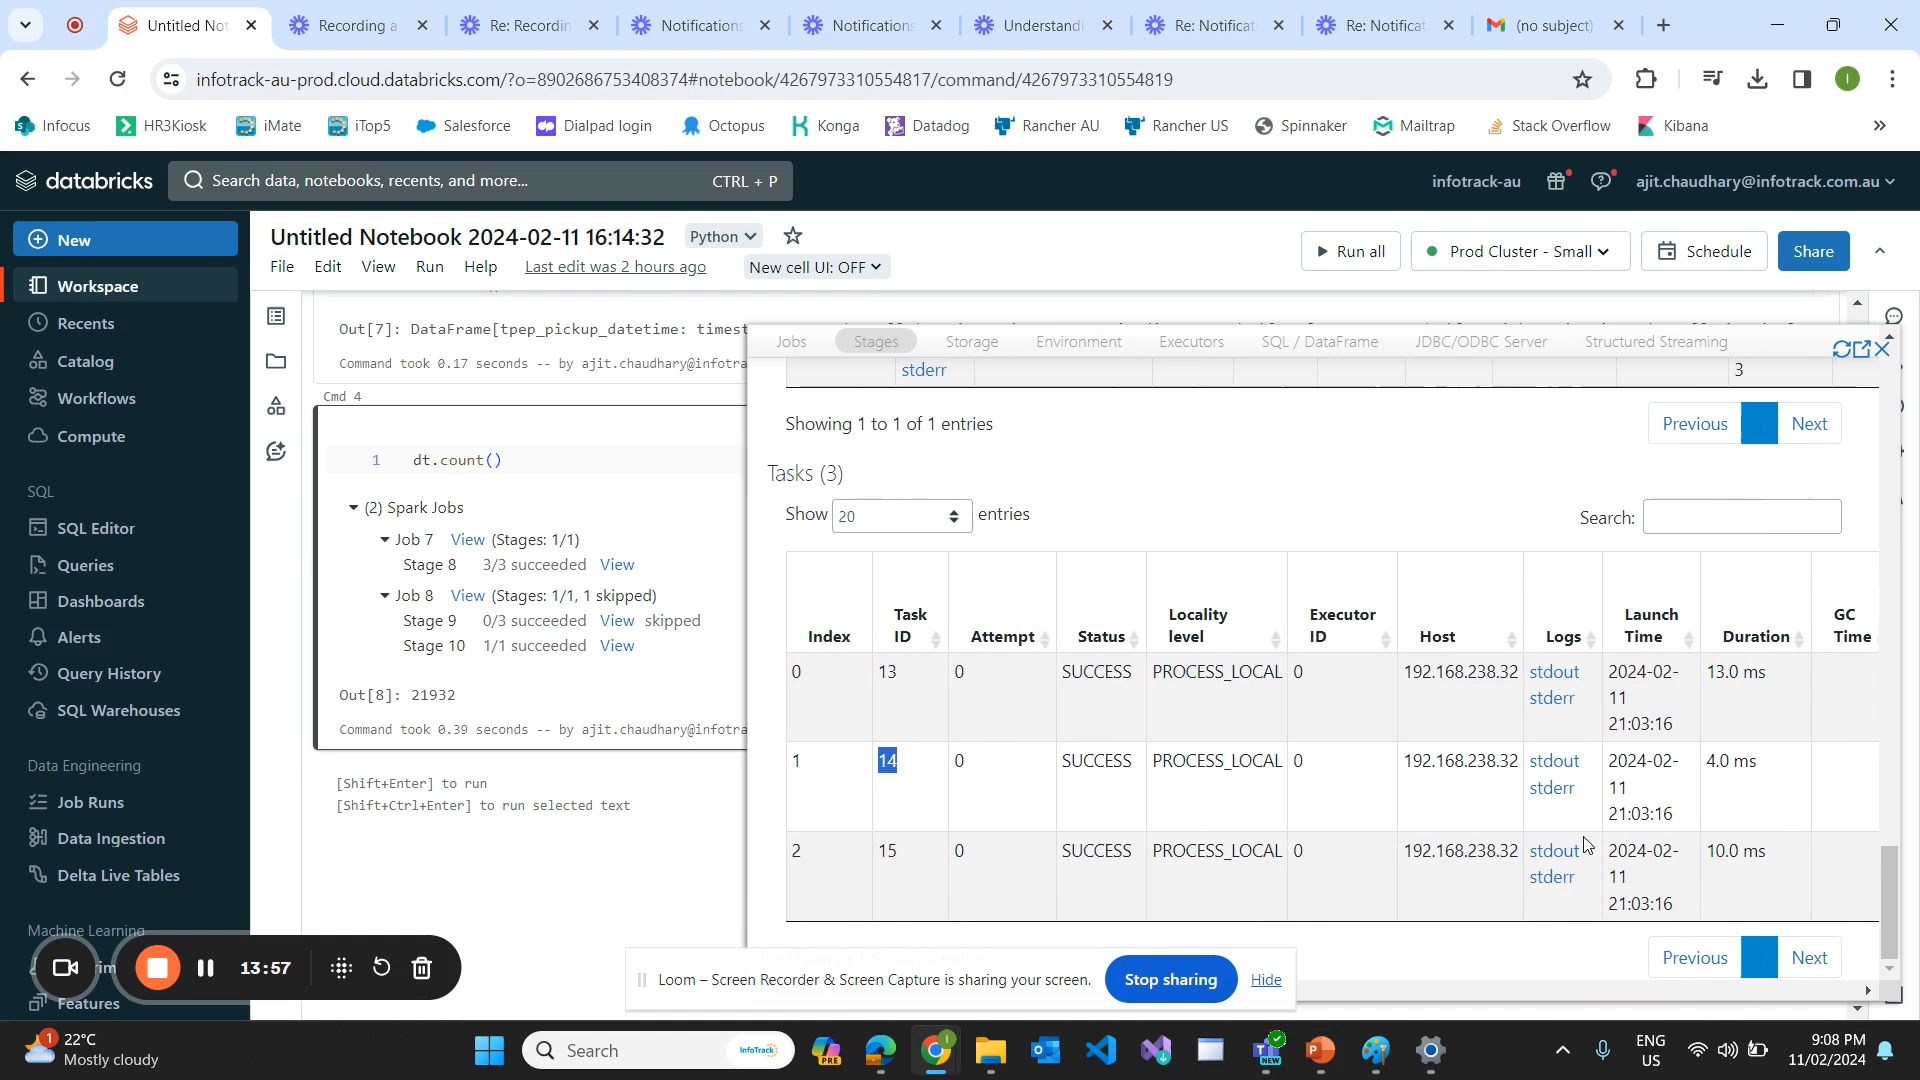 Untitled Not
Recording a
Re: Recordin
Notifications
Notifications
Understandi
Re: Notificat
Re: Notificat
(no subject)
infotrack-au-prod.cloud.databricks.com/?o=8902686753408374#notebook/4267973310554817/command/4267973310554819
I
Infocus
HR3Kiosk
iMate
iTop5
Salesforce
Dialpad login
Octopus
Konga
Datadog
Rancher AU
Rancher US
Spinnaker
Mailtrap
Stack Overflow
Kibana
databricks
Search data, notebooks, recents, and more...
CTRL + P
infotrack-au
ajit.chaudhary@infotrack.com.au
New
Workspace
Recents
Catalog
Workflows
Compute
SQL
SQL Editor
Queries
Dashboards
Alerts
Query History
SQL Warehouses
Data Engineering
Job Runs
Data Ingestion
Delta Live Tables
Machine Learning
Features
Untitled Notebook 2024-02-11 16:14:32
Python
File Edit View Run Help
Last edit was 2 hours ago
New cell UI: OFF
Run all
Prod Cluster - Small
Schedule
Share
Out[7]: DataFrame[tpep_pickup_datetime: timest
Command took 0.17 seconds -- by ajit.chaudhary@infotra
Cmd 4
1 dt.count()
(2) Spark Jobs
Job 7 View (Stages: 1/1)
Stage 8 3/3 succeeded View
Job 8 View (Stages: 1/1, 1 skipped)
Stage 9 0/3 succeeded View skipped
Stage 10 1/1 succeeded View
Out[8]: 21932
Command took 0.39 seconds -- by ajit.chaudhary@infotra
[Shift+Enter] to run
[Shift+Ctrl+Enter] to run selected text
Jobs Stages Storage Environment Executors SQL / DataFrame JDBC/ODBC Server Structured Streaming
stderr 3
Showing 1 to 1 of 1 entries
Previous Next
Tasks (3)
Show 20 entries
Search:
Index Task ID Attempt Status Locality level Executor ID Host Logs Launch Time Duration GC Time
0 13 0 SUCCESS PROCESS_LOCAL 0 192.168.238.32 stdout 2024-02- 13.0 ms
stderr 11
21:03:16
1 14 0 SUCCESS PROCESS_LOCAL 0 192.168.238.32 stdout 2024-02- 4.0 ms
stderr 11
21:03:16
2 15 0 SUCCESS PROCESS_LOCAL 0 192.168.238.32 stdout 2024-02- 10.0 ms
stderr 11
21:03:16
Previous Next
13:57
Loom – Screen Recorder & Screen Capture is sharing your screen.
Stop sharing
Hide
1
22°C
Mostly cloudy
Search
InfoTrack
PRE
NEW
ENG
US
9:08 PM
11/02/2024